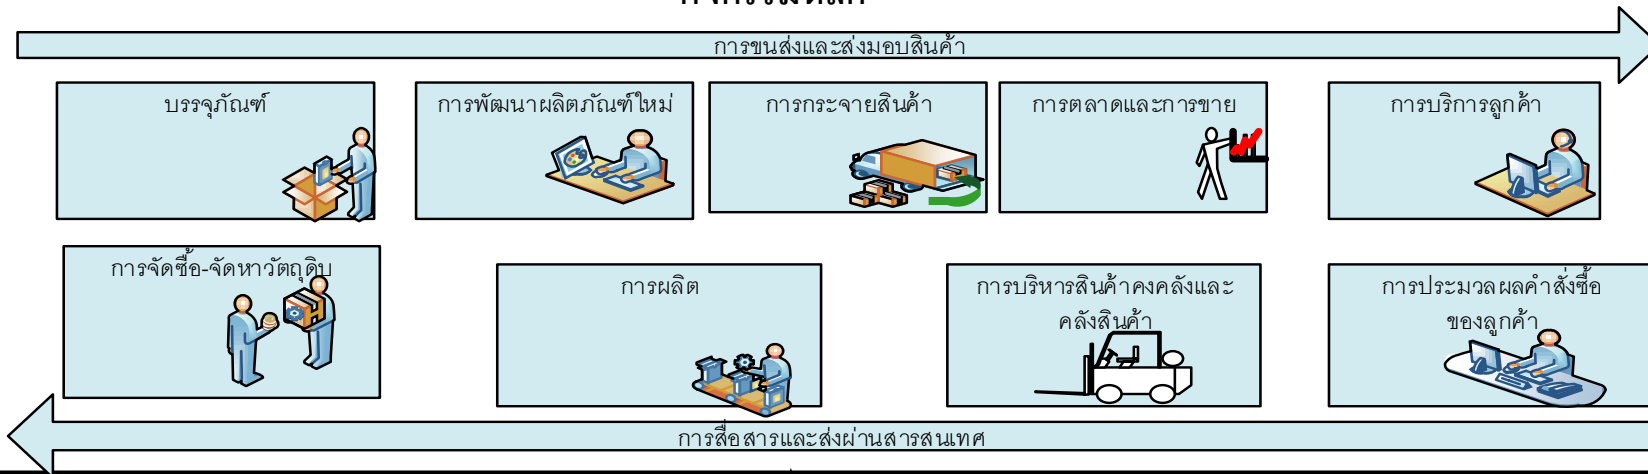 การขนส่งและส่งมอบสินค้า
บรรจุภัณฑ์
การพัฒนาผลิตภัณฑ์ใหม่
การกระจายสินค้า
การตลาดและการขาย
การบริการลูกค้า
การจัดซื้อ-จัดหาวัตถุดิบ
การผลิต
การบริหารสินค้าคงคลังและ
คลังสินค้า
การประมวลผลคำสั่งซื้อ
ของลูกค้า
การสื่อสารและส่งผ่านสารสนเทศ